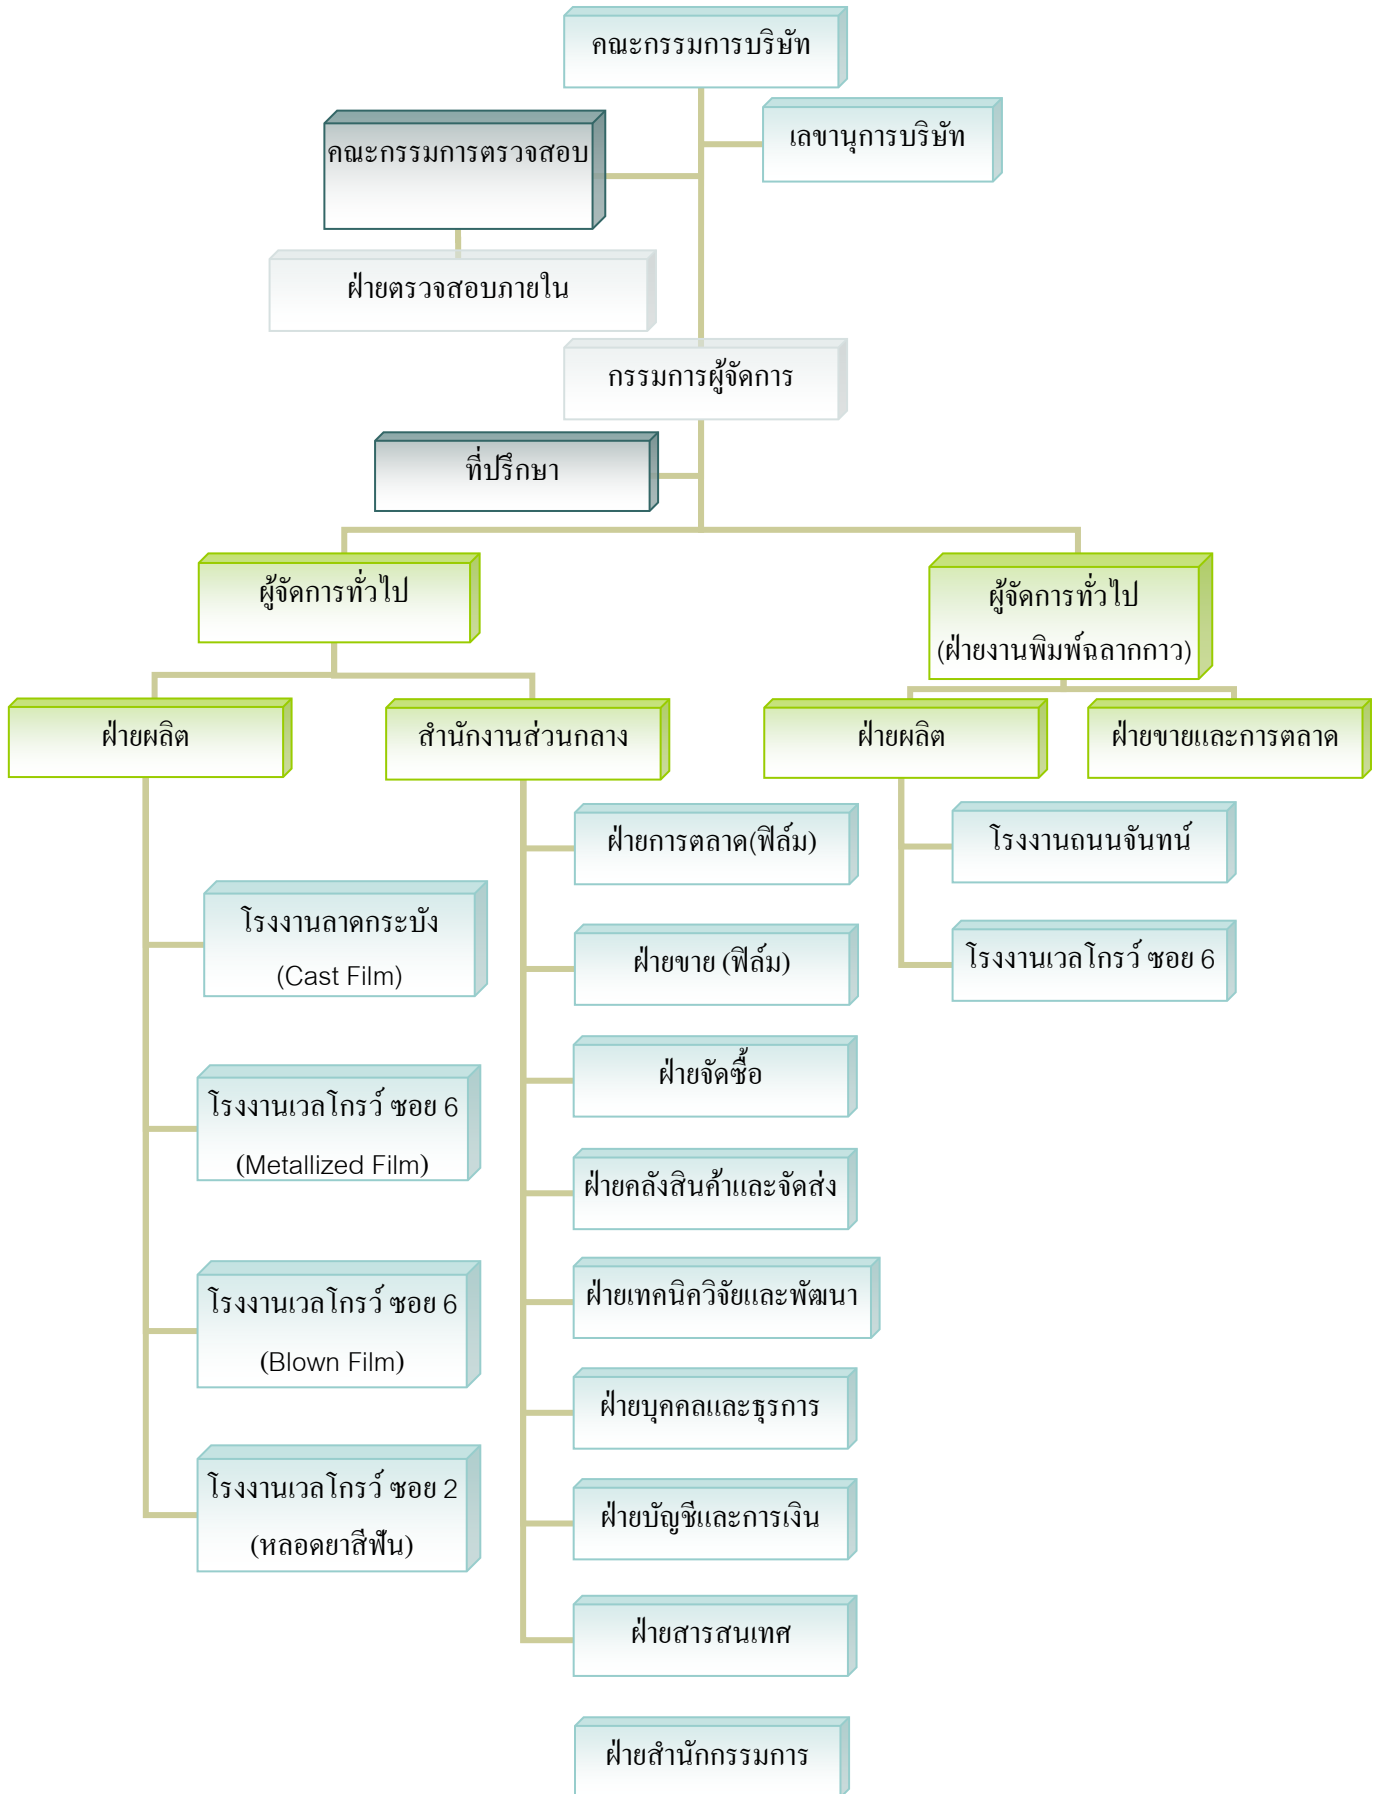 คณะกรรมการบริษัท
เลขานุการบริษัท
คณะกรรมการตรวจสอบ
ฝ่ายตรวจสอบภายใน
กรรมการผู้จัดการ
ที่ปรึกษา
ผู้จัดการทั่วไป
ผู้จัดการทั่วไป
(ฝ่ายงานพิมพ์ฉลากกาว)
ฝ่ายผลิต
สำนักงานส่วนกลาง
ฝ่ายผลิต
ฝ่ายขายและการตลาด
โรงงานลาดกระบัง
(Cast Film)
โรงงานเวลโกรว์ ซอย 6
(Metallized Film)
โรงงานเวลโกรว์ ซอย 6
(Blown Film)
โรงงานเวลโกรว์ ซอย 2
(หลอดยาสีฟัน)
ฝ่ายการตลาด(ฟิล์ม)
ฝ่ายขาย (ฟิล์ม)
ฝ่ายจัดซื้อ
ฝ่ายคลังสินค้าและจัดส่ง
ฝ่ายเทคนิควิจัยและพัฒนา
ฝ่ายบุคคลและธุรการ
ฝ่ายบัญชีและการเงิน
ฝ่ายสารสนเทศ
ฝ่ายสำนักกรรมการ
โรงงานถนนจันทน์
โรงงานเวลโกรว์ ซอย 6